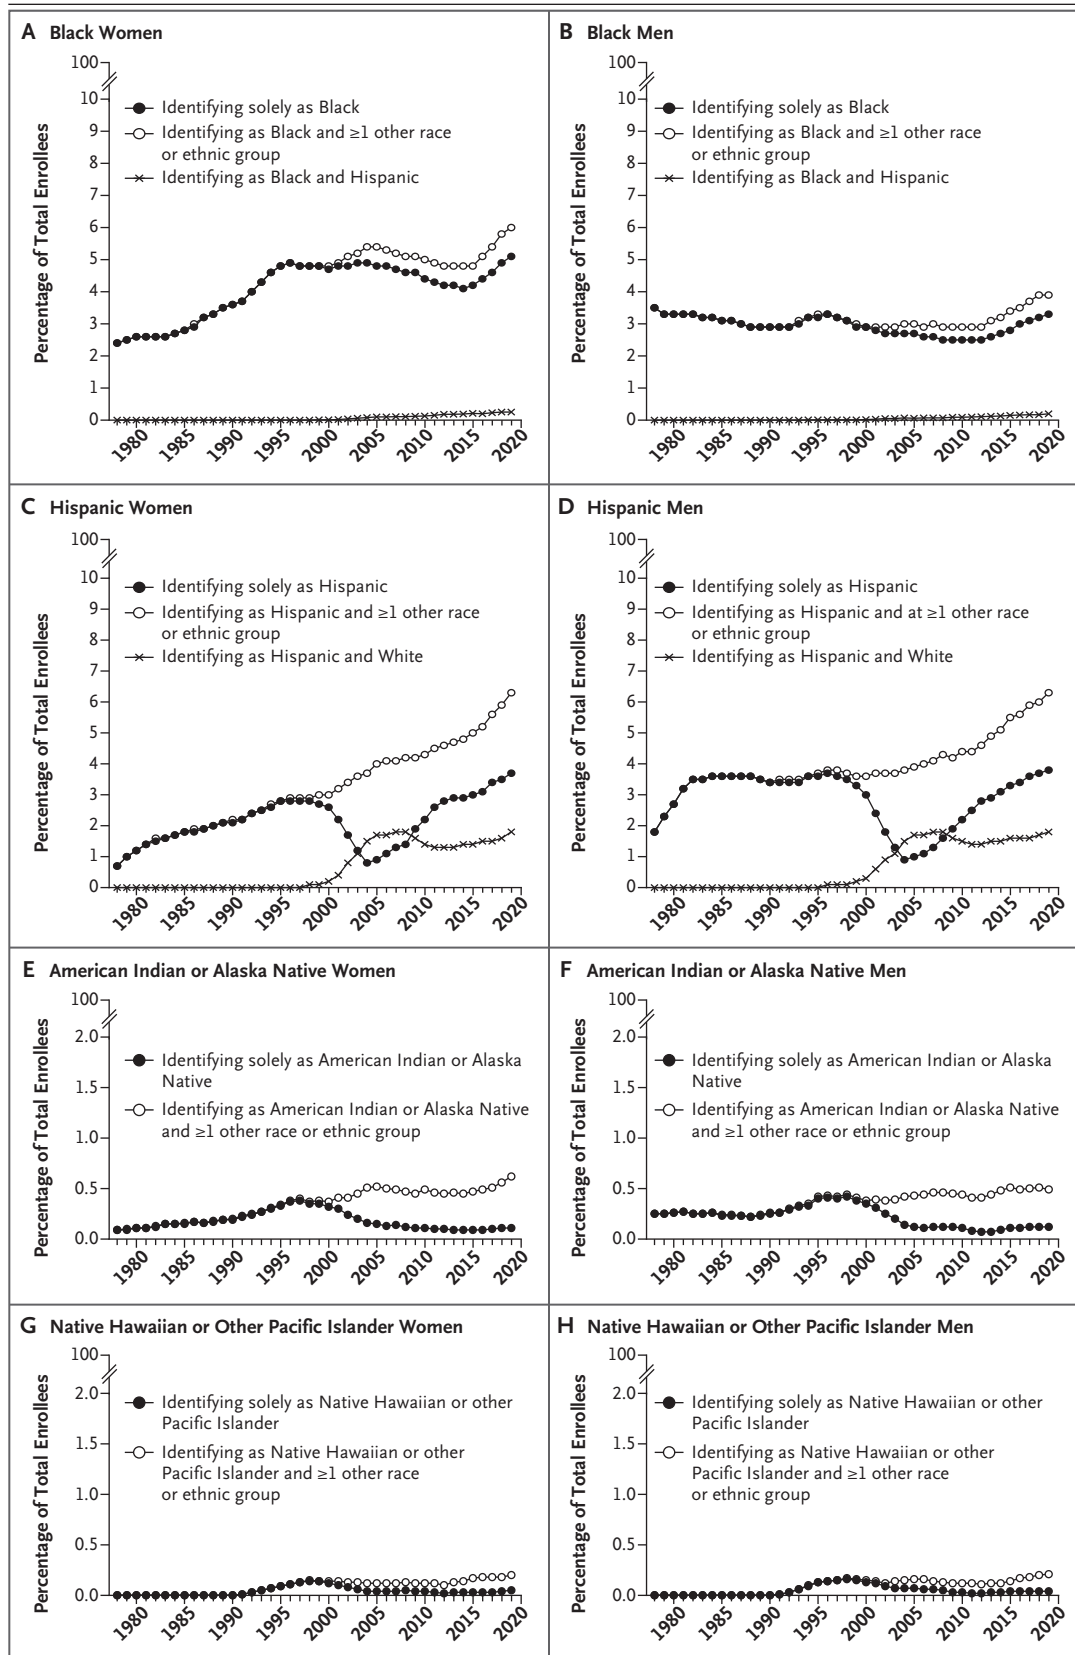 A Black Women
100
10
9
8
7
6
5
4
3
2
1
0
Percentage of Total Enrollees
Identifying solely as Black
Identifying as Black and ≥1 other race
or ethnic group
Identifying as Black and Hispanic
1980
1985
1990
1995
2000
2005
2010
2015
2020
B Black Men
100
10
9
8
7
6
5
4
3
2
1
0
Percentage of Total Enrollees
Identifying solely as Black
Identifying as Black and ≥1 other race
or ethnic group
Identifying as Black and Hispanic
1980
1985
1990
1995
2000
2005
2010
2015
2020
C Hispanic Women
100
10
9
8
7
6
5
4
3
2
1
0
Percentage of Total Enrollees
Identifying solely as Hispanic
Identifying as Hispanic and ≥1 other race
or ethnic group
Identifying as Hispanic and White
1980
1985
1990
1995
2000
2005
2010
2015
2020
D Hispanic Men
100
10
9
8
7
6
5
4
3
2
1
0
Percentage of Total Enrollees
Identifying solely as Hispanic
Identifying as Hispanic and at ≥1 other race
or ethnic group
Identifying as Hispanic and White
1980
1985
1990
1995
2000
2005
2010
2015
2020
E American Indian or Alaska Native Women
100
2.0
1.5
1.0
0.5
0.0
Percentage of Total Enrollees
Identifying solely as American Indian or Alaska
Native
Identifying as American Indian or Alaska Native
and ≥1 other race or ethnic group
1980
1985
1990
1995
2000
2005
2010
2015
2020
F American Indian or Alaska Native Men
100
2.0
1.5
1.0
0.5
0.0
Percentage of Total Enrollees
Identifying solely as American Indian or Alaska
Native
Identifying as American Indian or Alaska Native
and ≥1 other race or ethnic group
1980
1985
1990
1995
2000
2005
2010
2015
2020
G Native Hawaiian or Other Pacific Islander Women
100
2.0
1.5
1.0
0.5
0.0
Percentage of Total Enrollees
Identifying solely as Native Hawaiian or other
Pacific Islander
Identifying as Native Hawaiian or other
Pacific Islander and ≥1 other race
or ethnic group
1980
1985
1990
1995
2000
2005
2010
2015
2020
H Native Hawaiian or Other Pacific Islander Men
100
2.0
1.5
1.0
0.5
0.0
Percentage of Total Enrollees
Identifying solely as Native Hawaiian or other
Pacific Islander
Identifying as Native Hawaiian or other
Pacific Islander and ≥1 other race
or ethnic group
1980
1985
1990
1995
2000
2005
2010
2015
2020